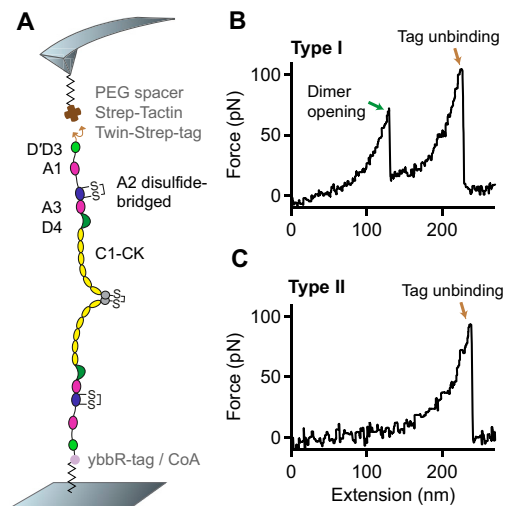 A
PEG spacer
Strep-Tactin
Twin-Strep-tag
D′D3
A1
S
S
A2 disulfide-
bridged
A3
D4
C1-CK
S
S
S
S
ybbR-tag / CoA
B
Type I
Tag unbinding
Dimer
opening
Force (pN)
100
50
0
0
100
200
C
Type II
Tag unbinding
Force (pN)
100
50
0
0
100
200
Extension (nm)